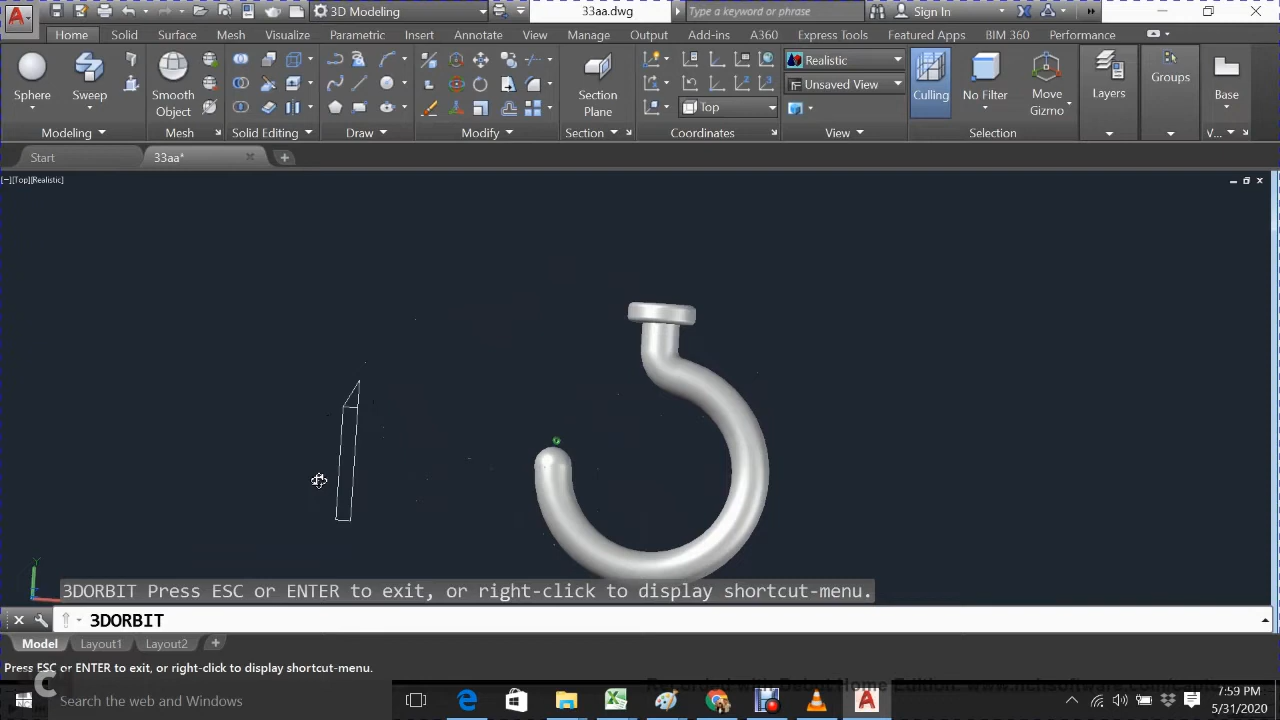 3D Modeling
33aa.dwg
Type a keyword or phrase
Sign In
Home
Solid
Surface
Mesh
Visualize
Parametric
Insert
Annotate
View
Manage
Output
Add-ins
A360
Express Tools
Featured Apps
BIM 360
Performance
Sphere
Sweep
Smooth
Object
Section
Plane
Realistic
Unsaved View
Top
Culling
No Filter
Move
Gizmo
Layers
Groups
Base
Modeling
Mesh
Solid Editing
Draw
Modify
Section
Coordinates
View
Selection
V...
Start
33aa*
[−][Top][Realistic]
3DORBIT Press ESC or ENTER to exit, or right-click to display shortcut-menu.
3DORBIT
Model
Layout1
Layout2
Press ESC or ENTER to exit, or right-click to display shortcut-menu.
Search the web and Windows
7:59 PM
5/31/2020